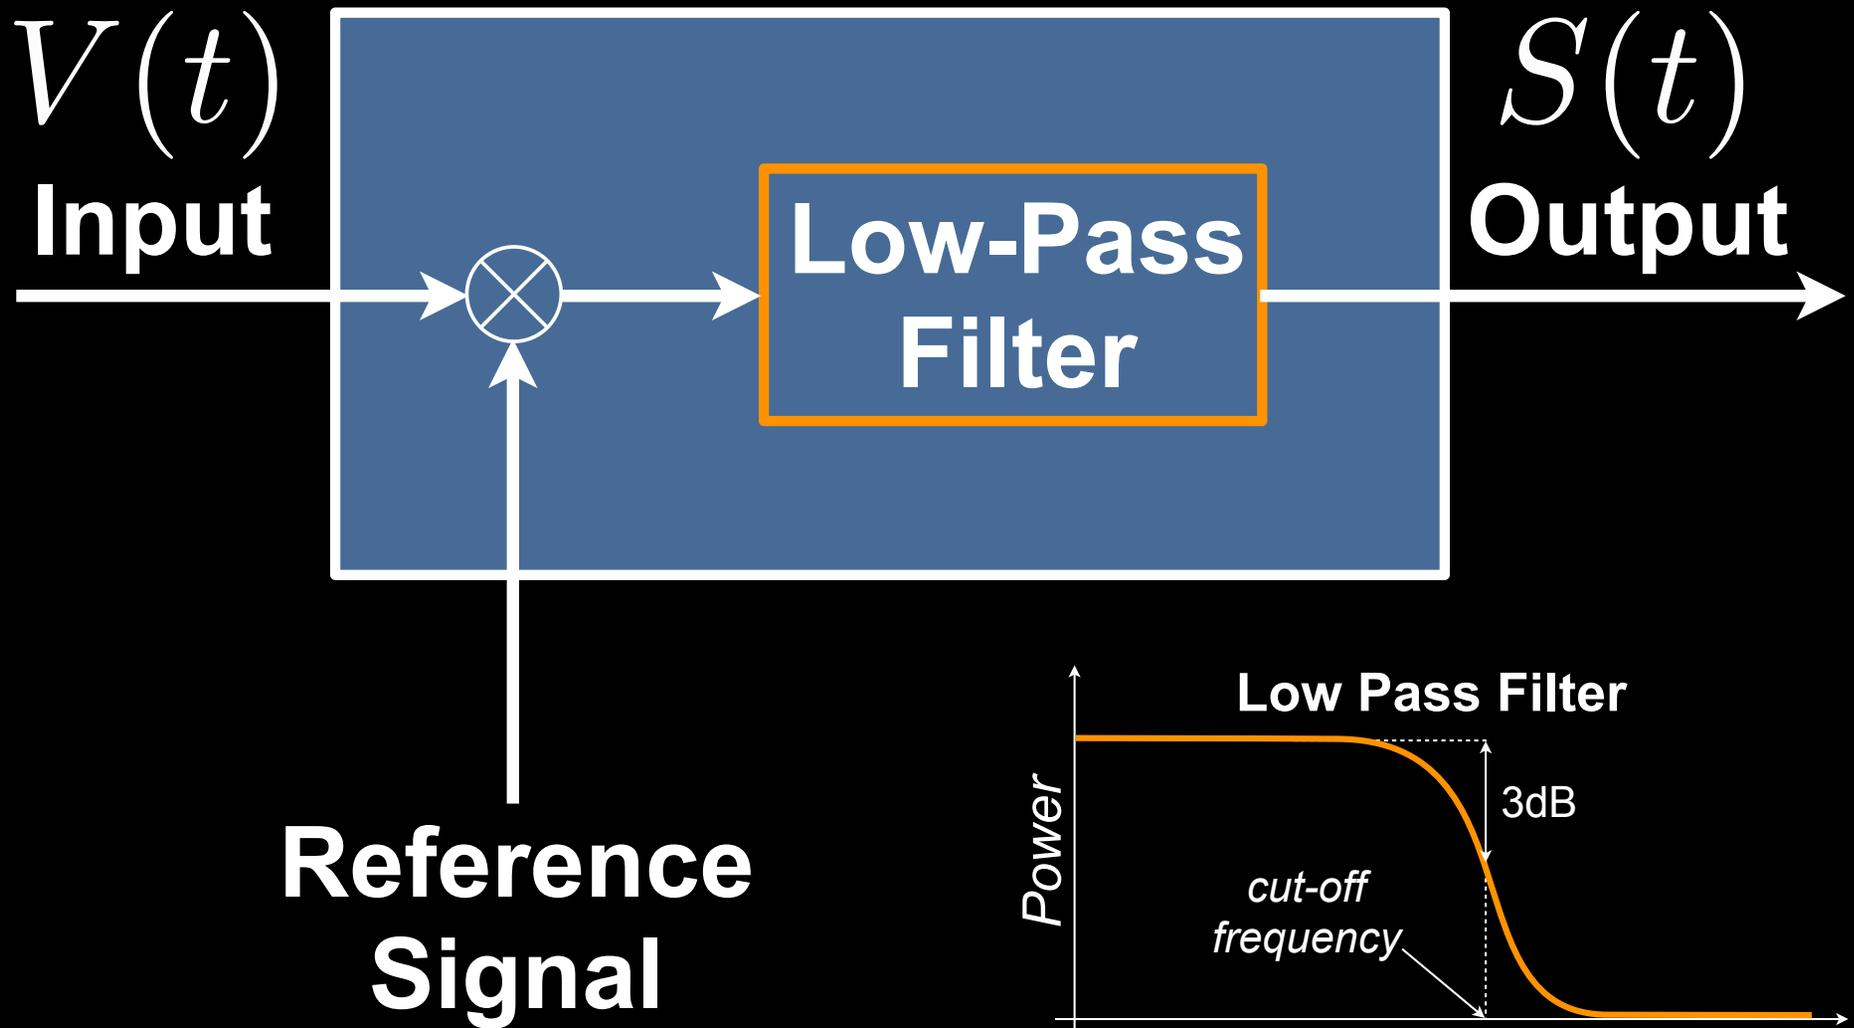 V(t)
Input
S(t)
Output
Low-Pass
Filter
Reference
Signal
Low Pass Filter
Power
3dB
cut-off
frequency